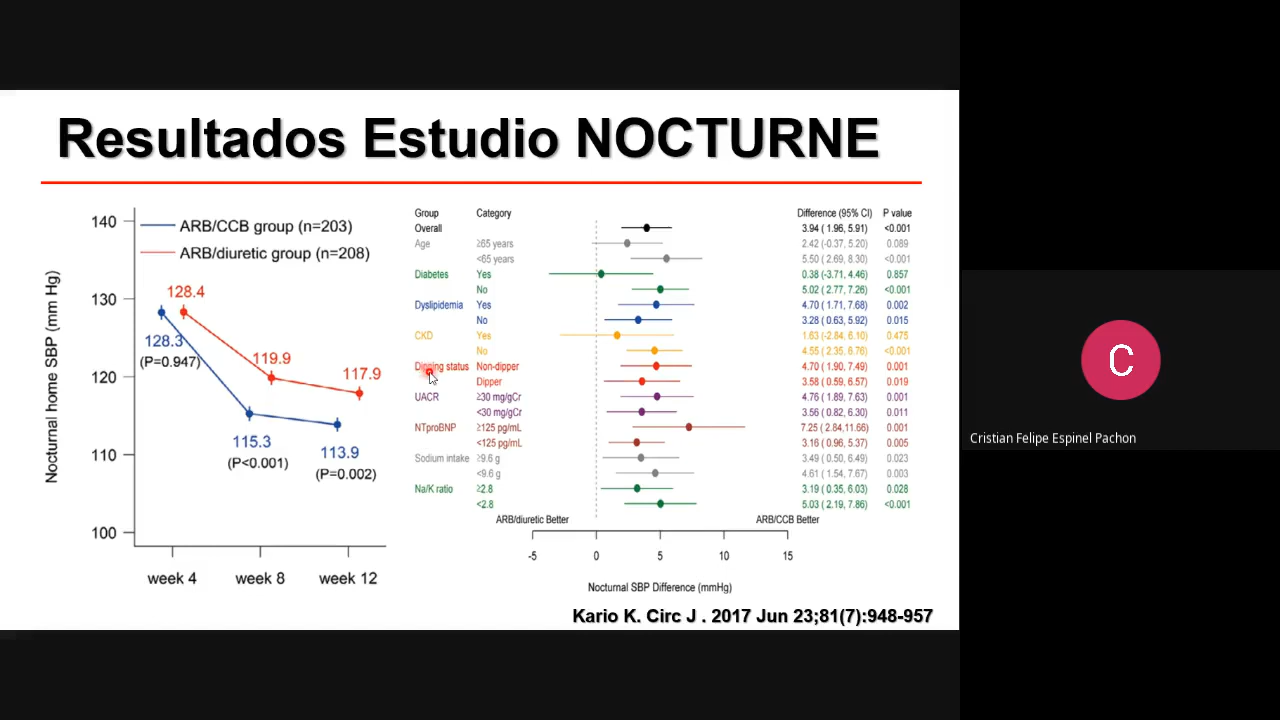 Resultados Estudio NOCTURNE
140
130
120
110
100
Nocturnal home SBP (mm Hg)
ARB/CCB group (n=203)
ARB/diuretic group (n=208)
128.4
128.3
(P=0.947)
119.9
117.9
115.3
(P<0.001)
113.9
(P=0.002)
week 4 week 8 week 12
Group Category Difference (95% CI) P value
Overall 3.94 ( 1.96, 5.91) <0.001
Age ≥65 years 2.42 (-0.37, 5.20) 0.089
<65 years 5.50 ( 2.69, 8.30) <0.001
Diabetes Yes 0.38 (-3.71, 4.46) 0.857
No 5.02 ( 2.77, 7.26) <0.001
Dyslipidemia Yes 4.70 ( 1.71, 7.68) 0.002
No 3.28 ( 0.63, 5.92) 0.015
CKD Yes 1.63 (-2.84, 6.10) 0.475
No 4.55 ( 2.35, 6.76) <0.001
Dipping status Non-dipper 4.70 ( 1.90, 7.49) 0.001
Dipper 3.58 ( 0.59, 6.57) 0.019
UACR ≥30 mg/gCr 4.76 ( 1.89, 7.63) 0.001
<30 mg/gCr 3.56 ( 0.82, 6.30) 0.011
NTproBNP ≥125 pg/mL 7.25 ( 2.84,11.66) 0.001
<125 pg/mL 3.16 ( 0.96, 5.37) 0.005
Sodium intake ≥9.6 g 3.49 ( 0.50, 6.49) 0.023
<9.6 g 4.61 ( 1.54, 7.67) 0.003
Na/K ratio ≥2.8 3.19 ( 0.35, 6.03) 0.028
<2.8 5.03 ( 2.19, 7.86) <0.001
ARB/diuretic Better ARB/CCB Better
-5 0 5 10 15
Nocturnal SBP Difference (mmHg)
Kario K. Circ J . 2017 Jun 23;81(7):948-957
C
Cristian Felipe Espinel Pachon